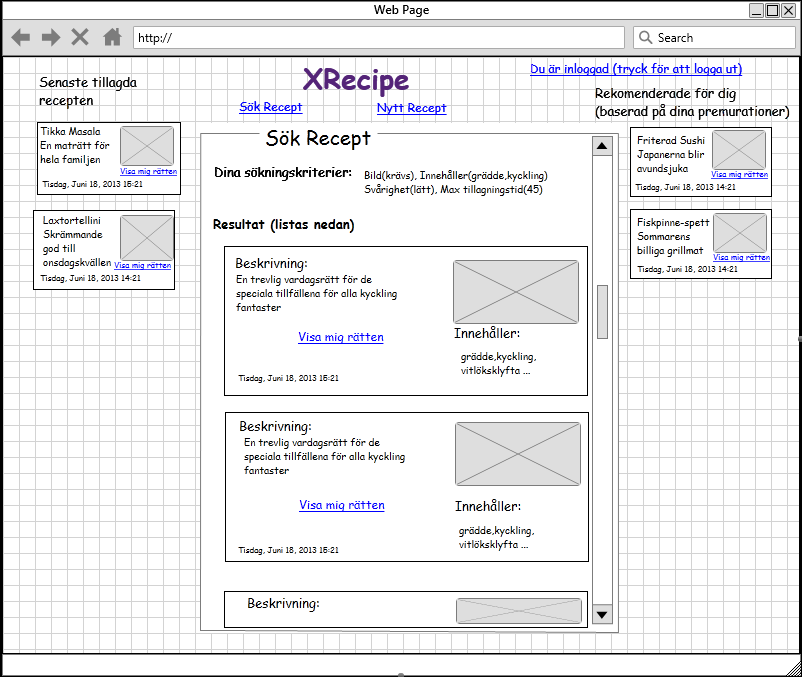 Web Page
http://
Search
XRecipe
Sök Recept
Nytt Recept
Du är inloggad (tryck för att logga ut)
Senaste tillagda
recepten
Tikka Masala
En maträtt för
hela familjen
Visa mig rätten
Tisdag, Juni 18, 2013 15:21
Laxtortellini
Skrämmande
god till
onsdagskvällen
Visa mig rätten
Tisdag, Juni 18, 2013 14:21
Sök Recept
Dina sökningskriterier:
Bild(krävs), Innehåller(grädde,kyckling)
Svårighet(lätt), Max tillagningstid(45)
Resultat (listas nedan)
Beskrivning:
En trevlig vardagsrätt för de
speciala tillfällena för alla kyckling
fantaster
Visa mig rätten
Tisdag, Juni 18, 2013 15:21
Innehåller:
grädde,kyckling,
vitlöksklyfta ...
Beskrivning:
En trevlig vardagsrätt för de
speciala tillfällena för alla kyckling
fantaster
Visa mig rätten
Tisdag, Juni 18, 2013 15:21
Innehåller:
grädde,kyckling,
vitlöksklyfta ...
Beskrivning:
Rekomenderade för dig
(baserad på dina premurationer)
Friterad Sushi
Japanerna blir
avundsjuka
Visa mig rätten
Tisdag, Juni 18, 2013 14:21
Fiskpinne-spett
Sommarens
billiga grillmat
Visa mig rätten
Tisdag, Juni 18, 2013 14:21